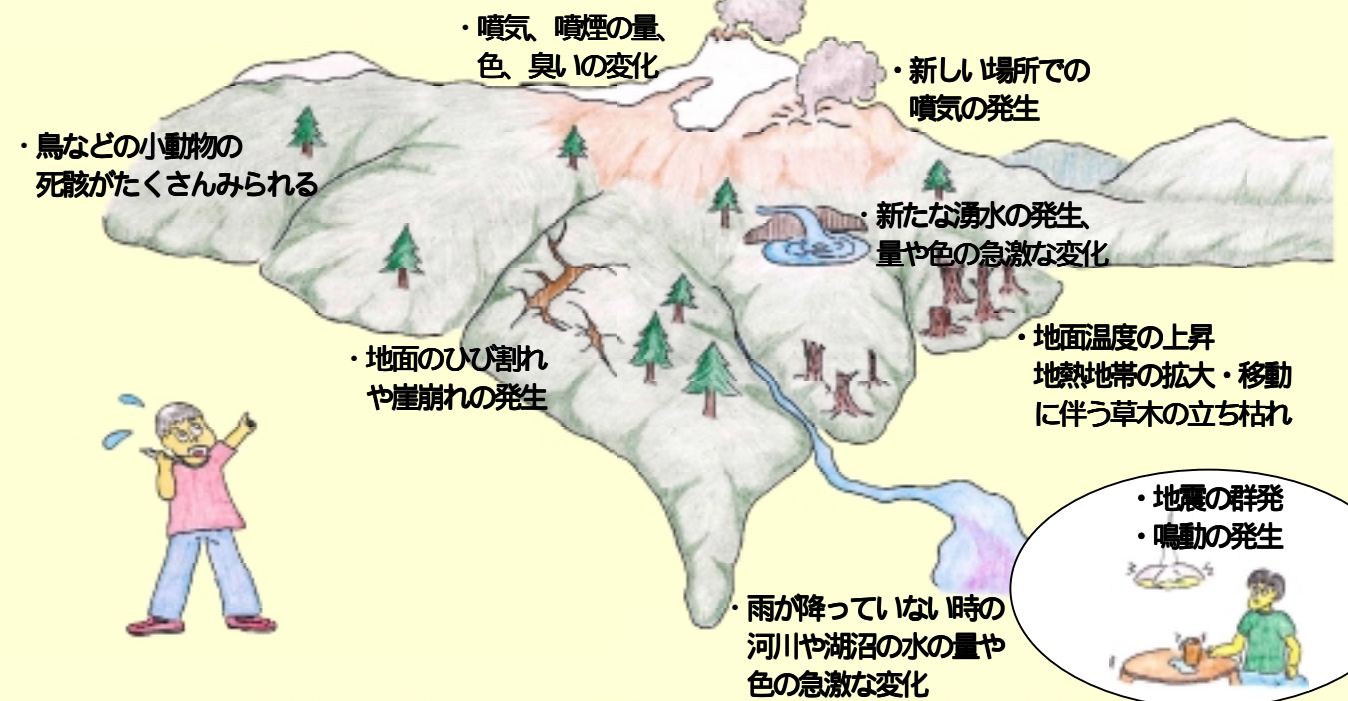 ・噴気、噴煙の量、
色、臭いの変化
・新しい場所での
噴気の発生
・鳥などの小動物の
死骸がたくさんみられる
・新たな湧水の発生、
量や色の急激な変化
・地面のひび割れ
や崖崩れの発生
・地面温度の上昇
地熱地帯の拡大・移動
に伴う草木の立ち枯れ
・地震の群発
・鳴動の発生
・雨が降っていない時の
河川や湖沼の水の量や
色の急激な変化